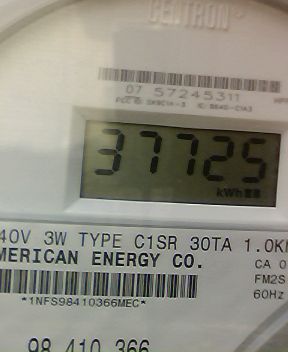 CENTRON
07 57245311
37725
kWh
40V 3W TYPE C1SR 30TA 1.0K
MERICAN ENERGY CO.
CA 0
FM2S
60Hz
*1NFS98410366MEC*
98 410 366